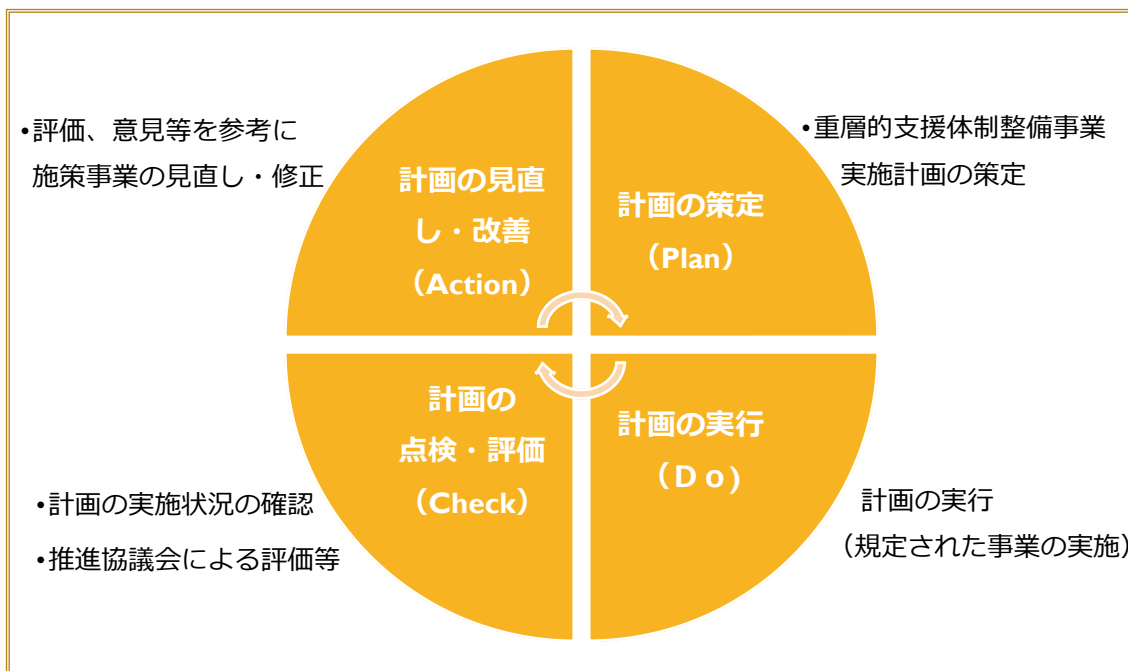 •評価、意見等を参考に
施策事業の見直し・修正
計画の見直
し・改善
（Action）
計画の策定
（Plan）
•重層的支援体制整備事業
実施計画の策定
計画の
点検・評価
（Check）
•計画の実施状況の確認
•推進協議会による評価等
計画の実行
（Ｄｏ）
計画の実行
（規定された事業の実施）